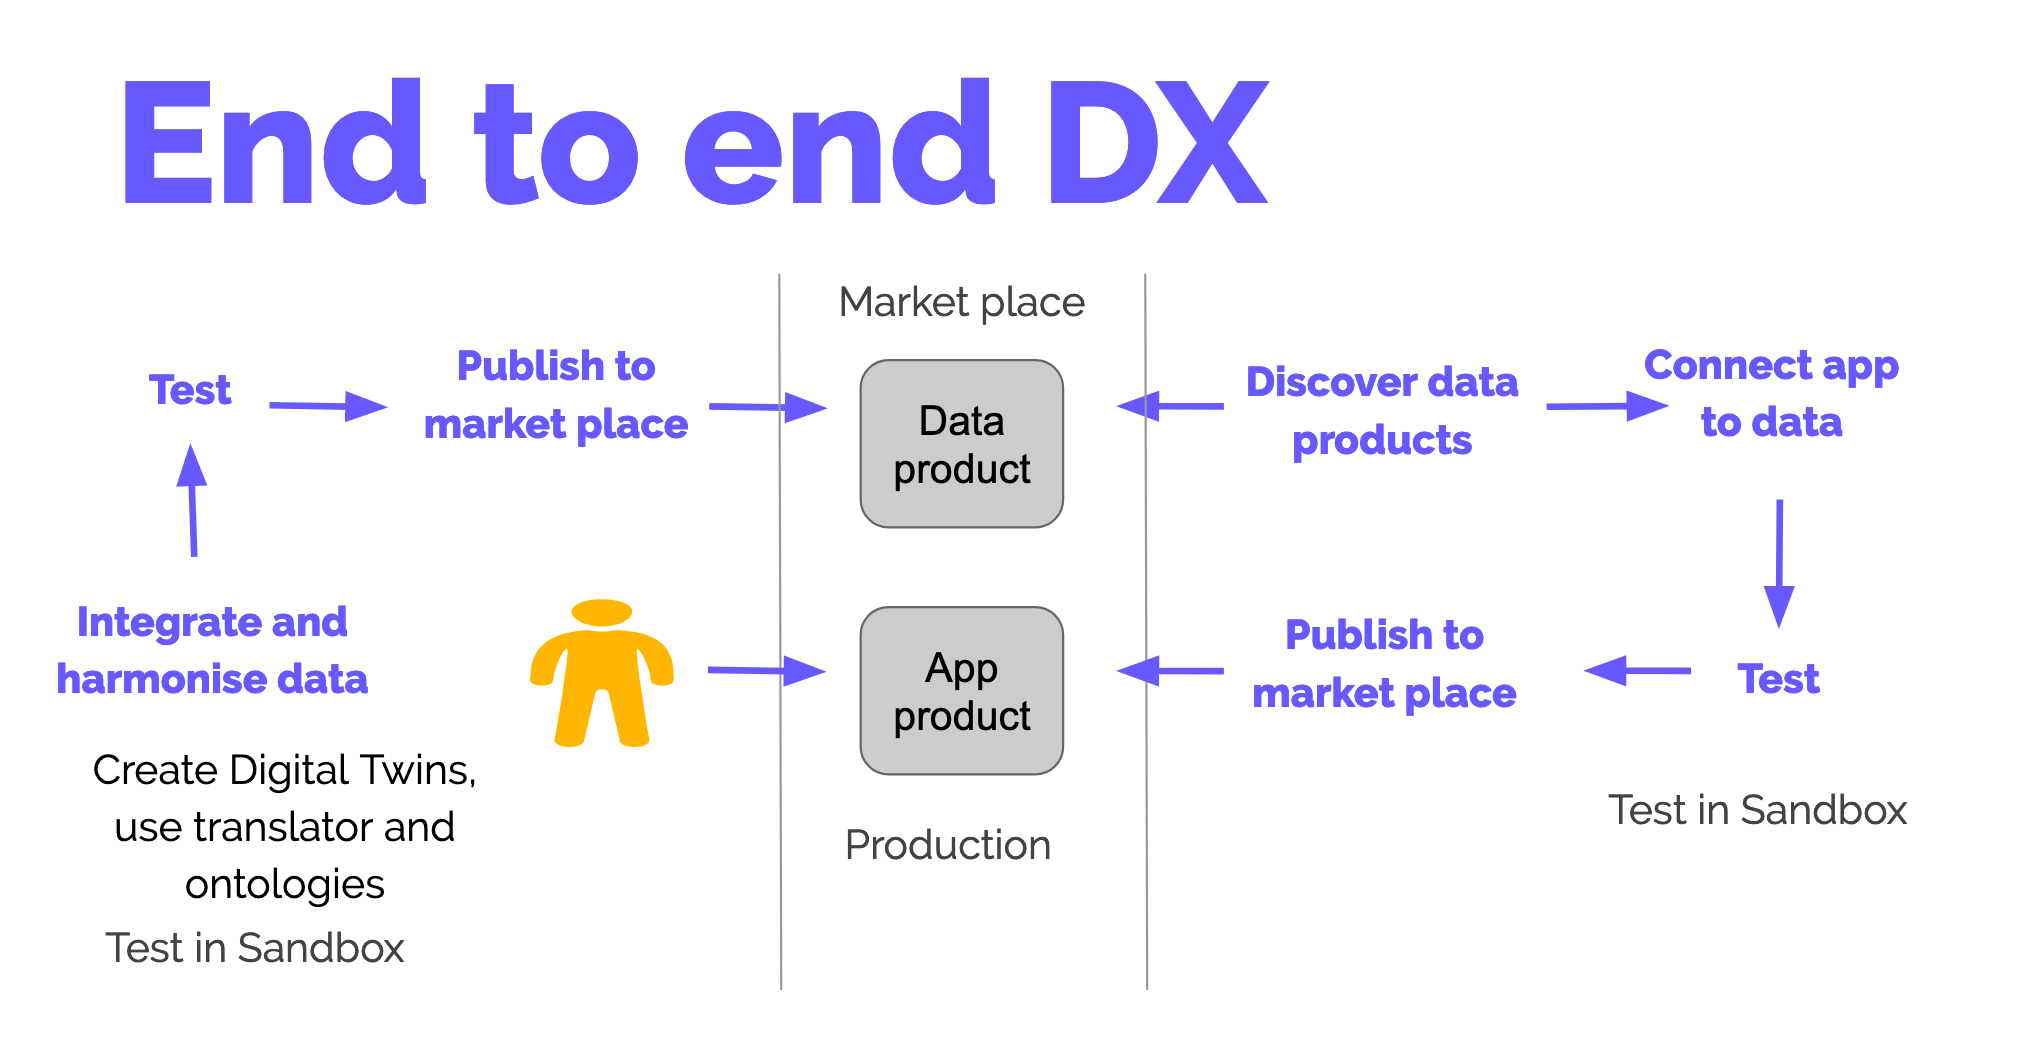 End to end DX
Market place
Test
Publish to
market place
Data
product
Discover data
products
Connect app
to data
Integrate and
harmonise data
App
product
Publish to
market place
Test
Create Digital Twins,
use translator and
ontologies
Test in Sandbox
Production
Test in Sandbox